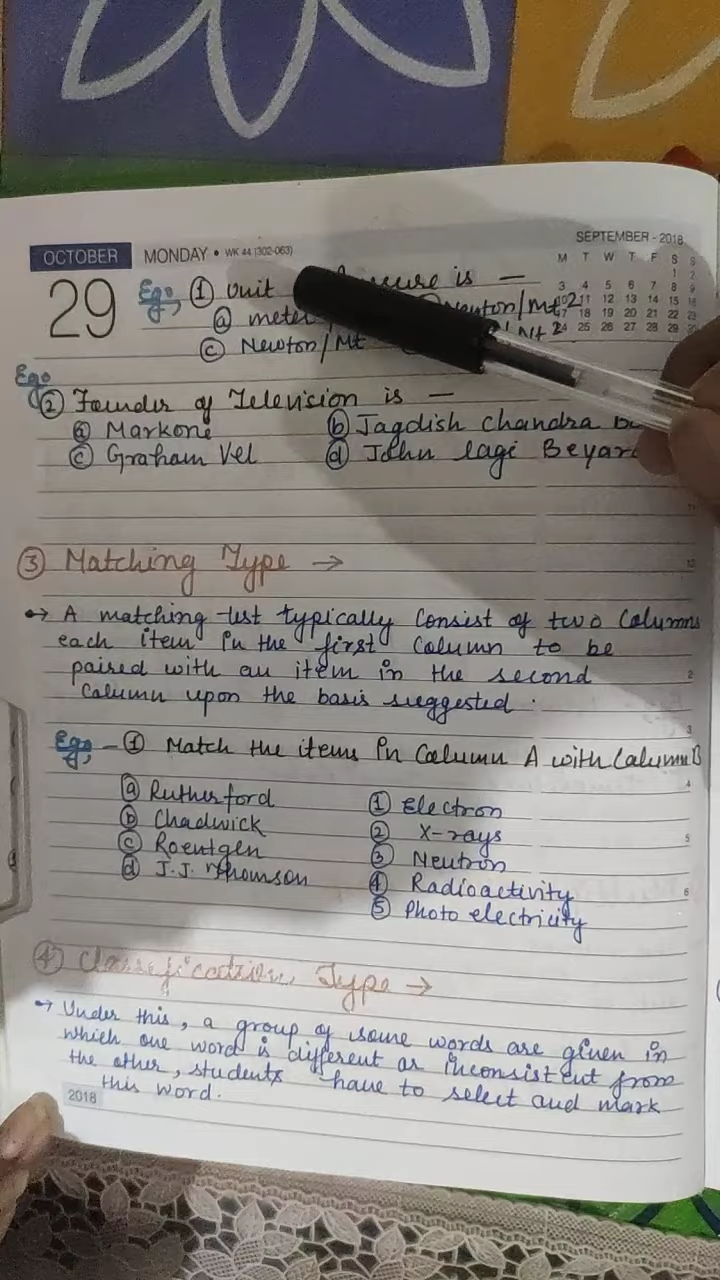 OCTOBER MONDAY • WK 44 (302-063)
29
SEPTEMBER - 2018
M T W T F S S
1 2
3 4 5 6 7 8 9
11 12 13 14 15 16
18 19 20 21 22 23
24 25 26 27 28 29 30
Eg, ① Unit is —
ⓐ meter Newton/Mt 2
ⓒ Newton/Mt
Eg
② Founder of Television is —
ⓐ Markone ⓑ Jagdish chandra
ⓒ Graham Vel ⓓ John lagi
③ Matching Type →
→ A matching test typically Consist of two Columns
each item in the first Column to be
paired with an item in the second
Column upon the basis suggested .
Eg, – ① Match the items in Column A with Column B
ⓐ Rutherford ① Electron
ⓑ Chadwick ② X-rays
ⓒ Roentgen ③ Neutron
ⓓ J.J. Thomson ④ Radioactivity
⑤ Photo electricity
④ Classification Type →
→ Under this, a group of some words are given in
which one word is different or inconsistent from
the other, students have to select and mark
this word.
2018